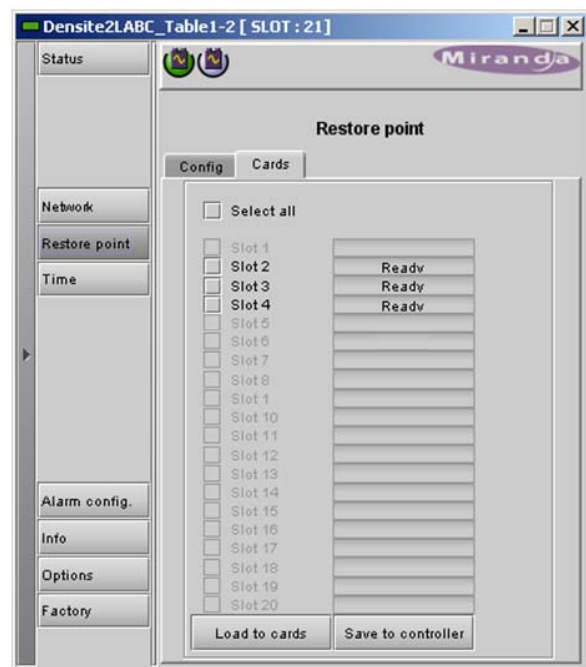 Densite2LABC_Table1-2 [ SLOT : 21]
Status
Miranda
Restore point
Config Cards
Network
Restore point
Time
Select all
Slot 1
Slot 2 Ready
Slot 3 Ready
Slot 4 Ready
Slot 5
Slot 6
Slot 7
Slot 8
Slot 1
Slot 10
Slot 11
Slot 12
Slot 13
Slot 14
Slot 15
Slot 16
Slot 17
Slot 18
Slot 19
Slot 20
Alarm config.
Info
Options
Factory
Load to cards Save to controller